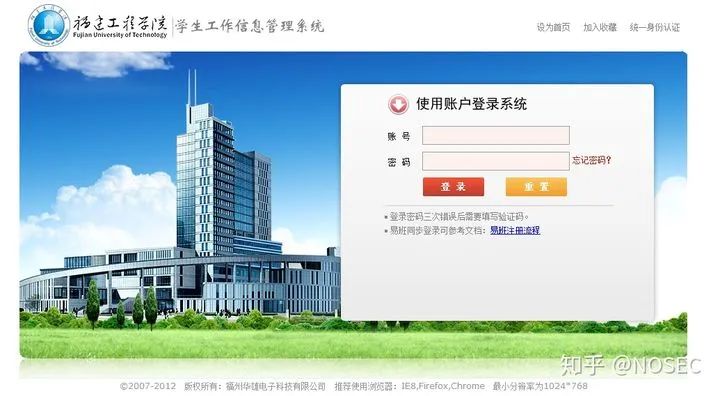 福建工程学院 学生工作信息管理系统
Fujian University of Technology
设为首页 加入收藏 统一身份认证
使用账户登录系统
账 号
密 码 忘记密码?
登 录 重 置
登录密码三次错误后需要填写验证码。
易班同步登录可参考文档:易班注册流程
知乎 @NOSEC
©2007-2012 版权所有:福州华雄电子科技有限公司 推荐使用浏览器:IE8,Firefox,Chrome 最小分辨率为1024*768